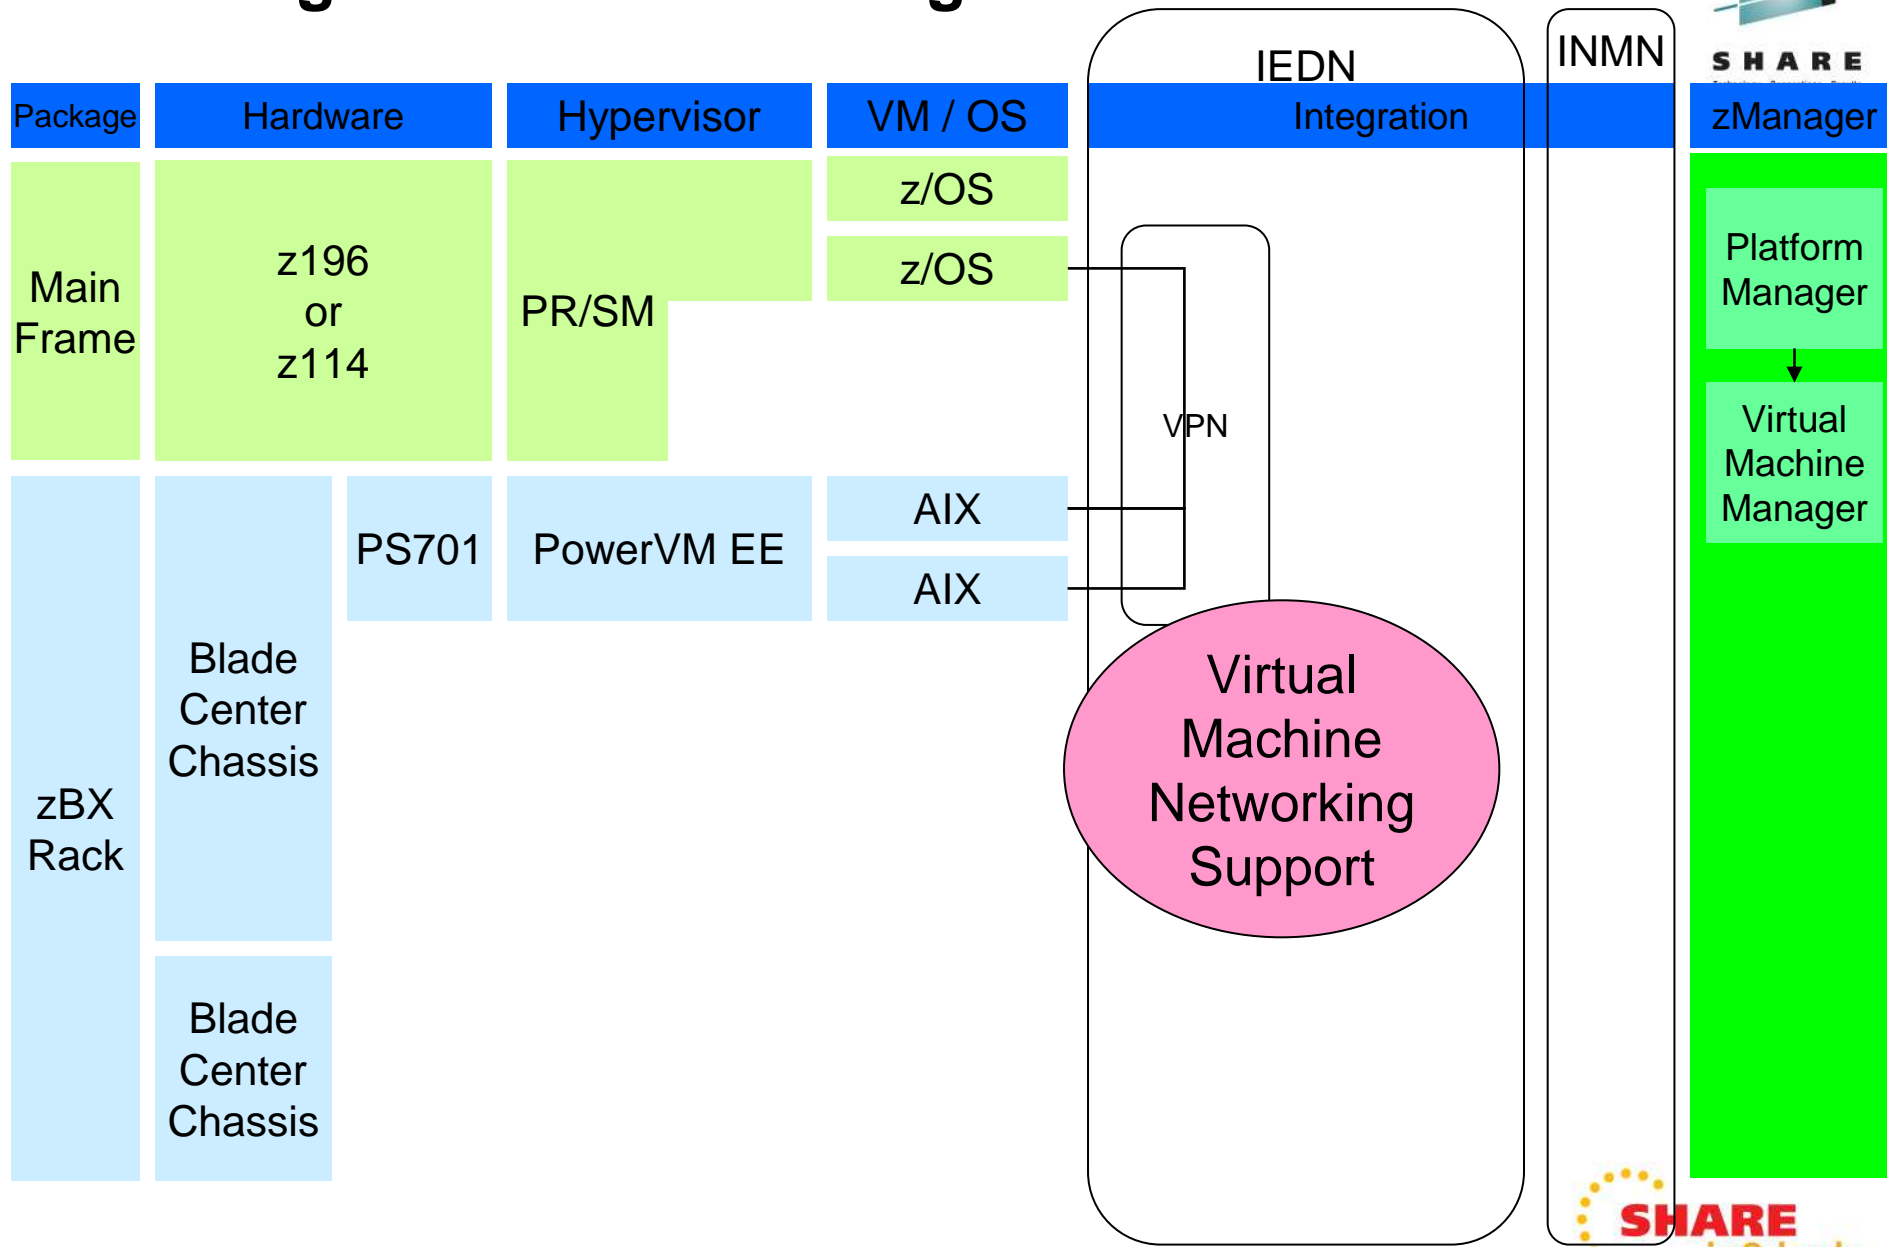 IEDN
INMN
SHARE
Package
Hardware
Hypervisor
VM / OS
Integration
zManager
Main
Frame
z196
or
z114
PR/SM
z/OS
z/OS
VPN
Platform
Manager
Virtual
Machine
Manager
zBX
Rack
Blade
Center
Chassis
PS701
PowerVM EE
AIX
AIX
Virtual
Machine
Networking
Support
Blade
Center
Chassis
SHARE